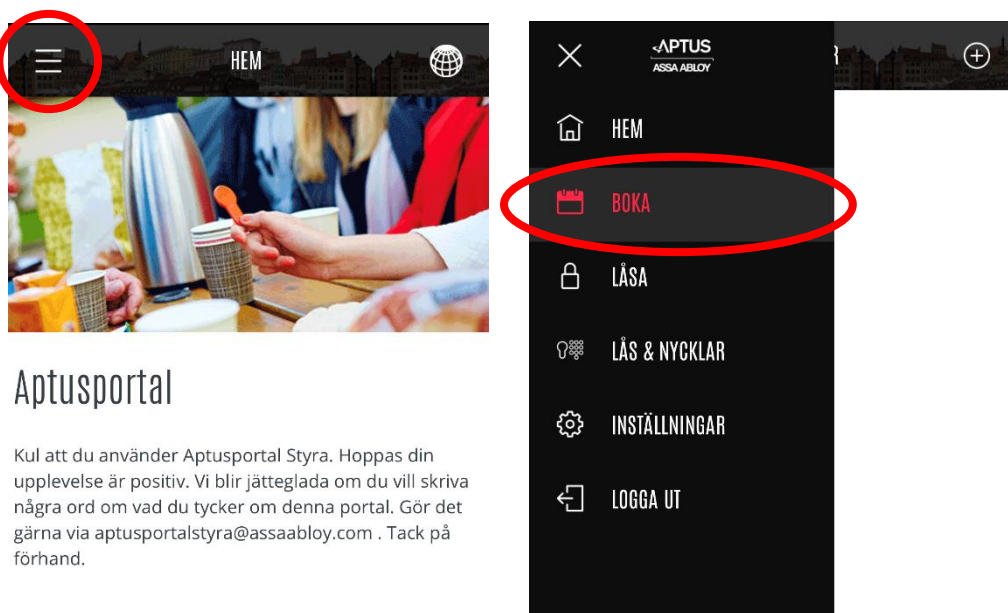 HEM
Aptusportal
Kul att du använder Aptusportal Styra. Hoppas din
upplevelse är positiv. Vi blir jätteglada om du vill skriva
några ord om vad du tycker om denna portal. Gör det
gärna via aptusportalstyra@assaabloy.com . Tack på
förhand.
APTUS
ASSA ABLOY
HEM
BOKA
LÅSA
LÅS & NYCKLAR
INSTÄLLNINGAR
LOGGA UT